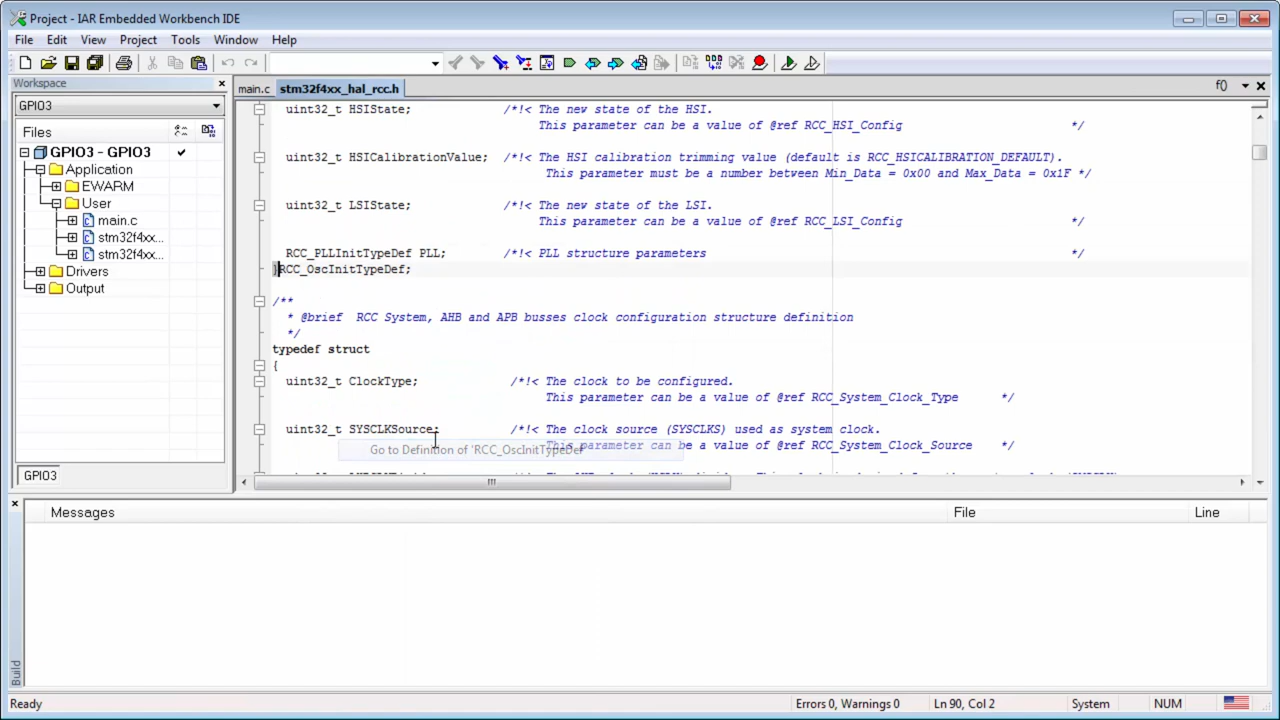 Project - IAR Embedded Workbench IDE
File Edit View Project Tools Window Help
Workspace
main.c stm32f4xx_hal_rcc.h f()
GPIO3
Files
GPIO3 - GPIO3
Application
EWARM
User
main.c
stm32f4xx...
stm32f4xx...
Drivers
Output
GPIO3
uint32_t HSIState; /*!< The new state of the HSI.
This parameter can be a value of @ref RCC_HSI_Config */
uint32_t HSICalibrationValue; /*!< The HSI calibration trimming value (default is RCC_HSICALIBRATION_DEFAULT).
This parameter must be a number between Min_Data = 0x00 and Max_Data = 0x1F */
uint32_t LSIState; /*!< The new state of the LSI.
This parameter can be a value of @ref RCC_LSI_Config */
RCC_PLLInitTypeDef PLL; /*!< PLL structure parameters */
}RCC_OscInitTypeDef;
/**
* @brief RCC System, AHB and APB busses clock configuration structure definition
*/
typedef struct
{
uint32_t ClockType; /*!< The clock to be configured.
This parameter can be a value of @ref RCC_System_Clock_Type */
uint32_t SYSCLKSource; /*!< The clock source (SYSCLKS) used as system clock.
This parameter can be a value of @ref RCC_System_Clock_Source */
Go to Definition of 'RCC_OscInitTypeDef'
Messages File Line
Build
Ready Errors 0, Warnings 0 Ln 90, Col 2 System NUM